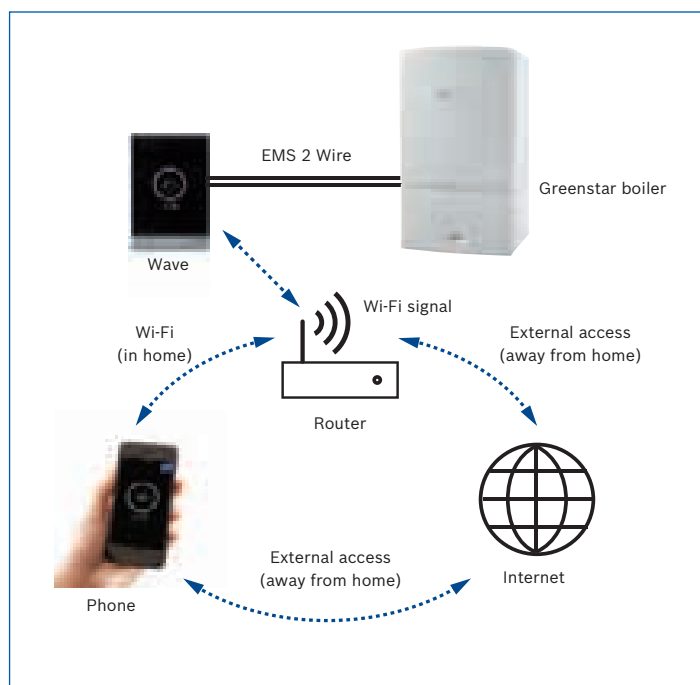 EMS 2 Wire
Greenstar boiler
Wave
Wi-Fi signal
Wi-Fi
(in home)
External access
(away from home)
Router
External access
(away from home)
Internet
Phone